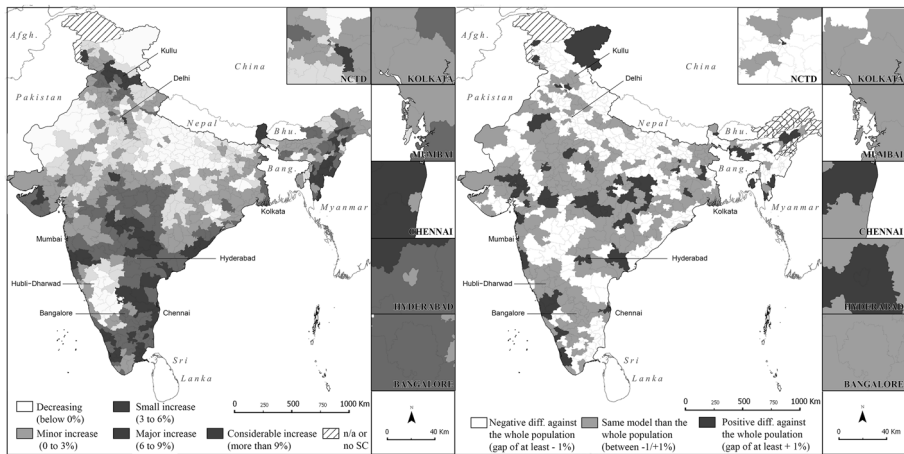 Afgh.
Kullu
China
Delhi
Pakistan
Nepal
Bhu.
Bang.
Myanmar
Kolkata
Mumbai
Hyderabad
Hubli-Dharwad
Bangalore
Chennai
Sri
Lanka
NCTD
KOLKATA
MUMBAI
CHENNAI
HYDERABAD
BANGALORE
Decreasing
(below 0%)
Small increase
(3 to 6%)
Minor increase
(0 to 3%)
Major increase
(6 to 9%)
Considerable increase
(more than 9%)
n/a or
no SC
0 250 500 750 1000 Km
N
0 20 40 Km
Afgh.
Kullu
China
Delhi
Pakistan
Nepal
Bhu.
Bang.
Myanmar
Kolkata
Mumbai
Hyderabad
Hubli-Dharwad
Bangalore
Chennai
Sri
Lanka
NCTD
KOLKATA
MUMBAI
CHENNAI
HYDERABAD
BANGALORE
Negative diff. against
the whole population
(gap of at least - 1%)
Same model than the
whole population
(between -1/+1%)
Positive diff. against
the whole poulation
(gap of at least + 1%)
0 250 500 750 1000 Km
N
0 20 40 Km